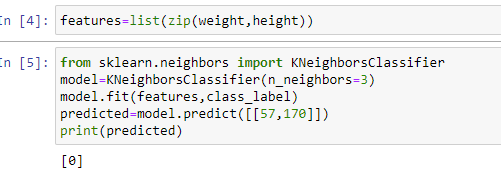 In [4]: features=list(zip(weight,height))
In [5]: from sklearn.neighbors import KNeighborsClassifier
model=KNeighborsClassifier(n_neighbors=3)
model.fit(features,class_label)
predicted=model.predict([[57,170]])
print(predicted)
[0]